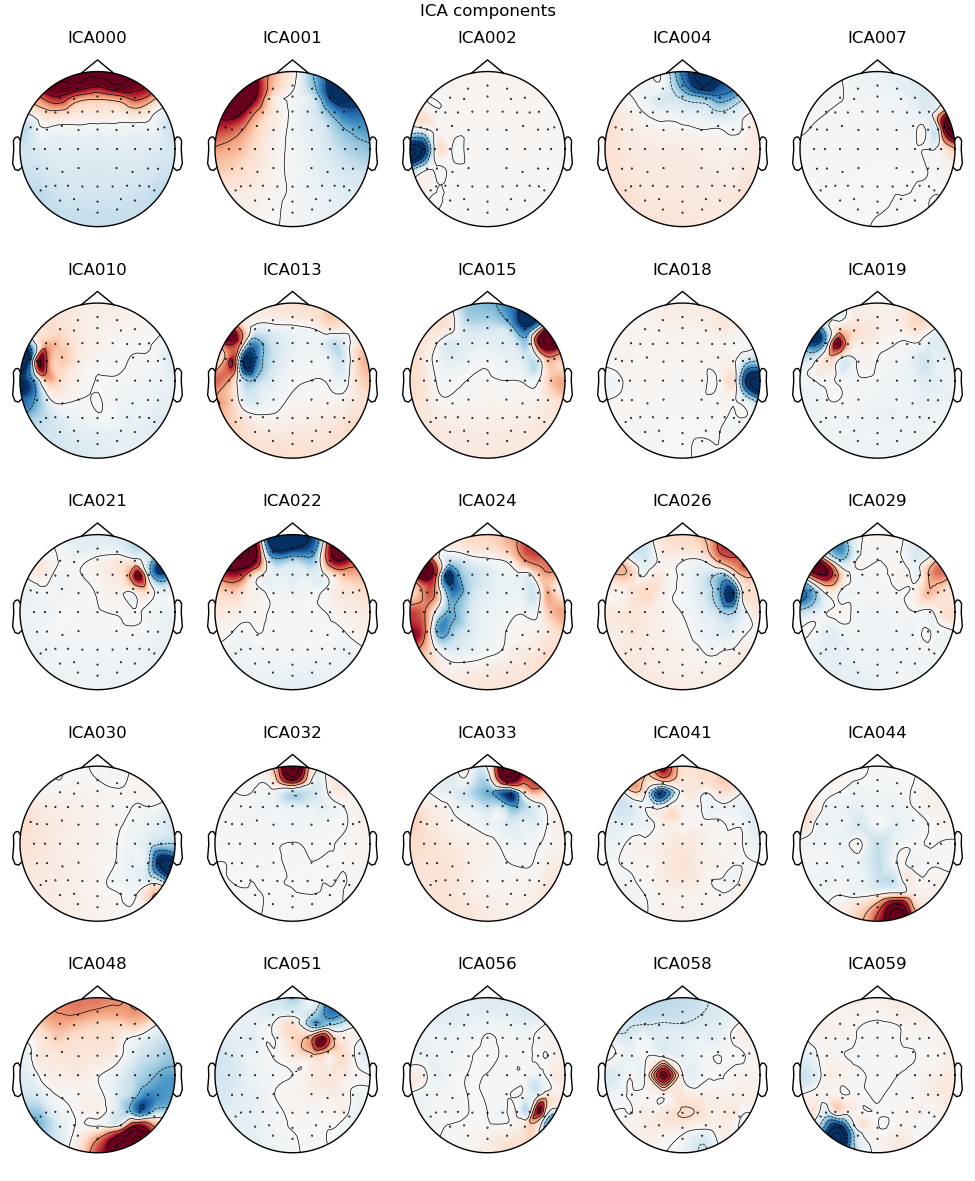 ICA components
ICA000 ICA001 ICA002 ICA004 ICA007
ICA010 ICA013 ICA015 ICA018 ICA019
ICA021 ICA022 ICA024 ICA026 ICA029
ICA030 ICA032 ICA033 ICA041 ICA044
ICA048 ICA051 ICA056 ICA058 ICA059